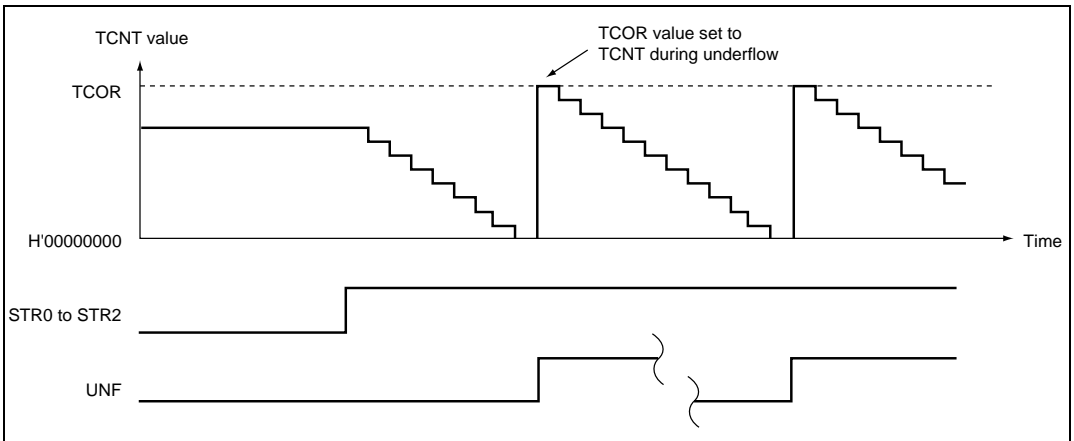 TCNT value
TCOR value set to
TCNT during underflow
TCOR
H'00000000
Time
STR0 to STR2
UNF